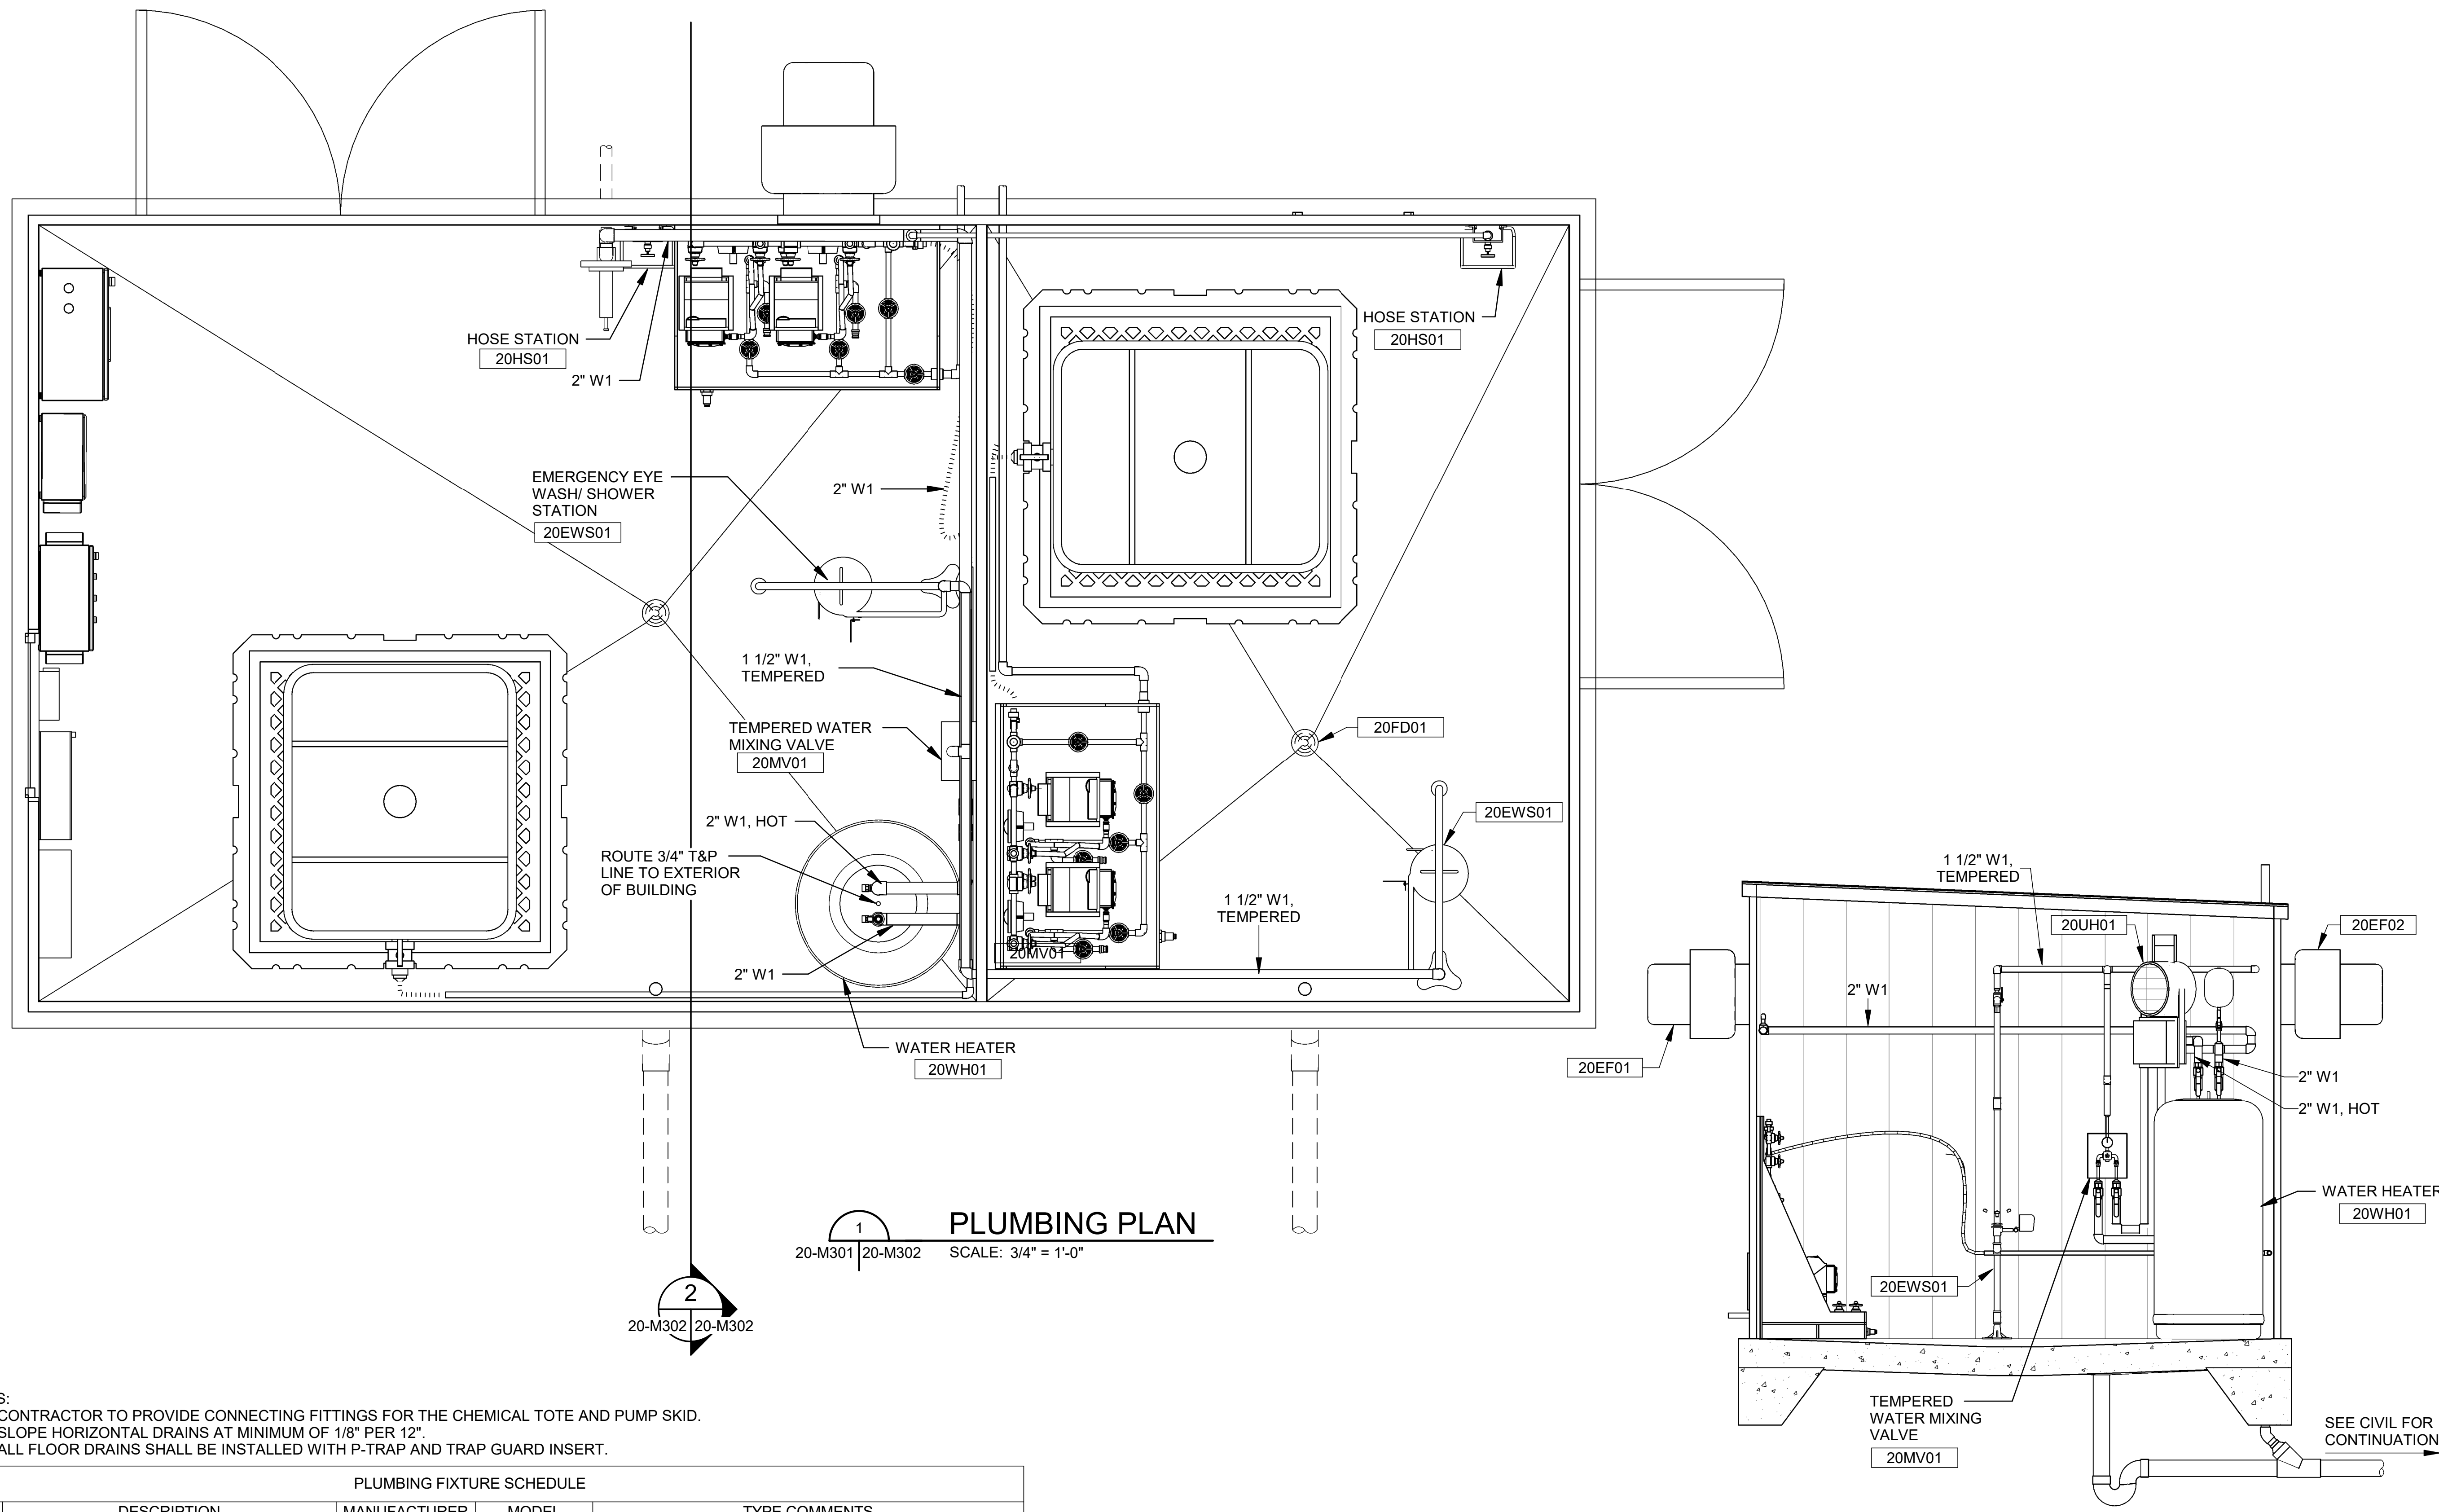 HOSE STATION
20HS01
2" W1
HOSE STATION
20HS01
EMERGENCY EYE
WASH/ SHOWER
STATION
20EWS01
2" W1
1 1/2" W1,
TEMPERED
TEMPERED WATER
MIXING VALVE
20MV01
20FD01
2" W1, HOT
20EWS01
ROUTE 3/4" T&P
LINE TO EXTERIOR
OF BUILDING
1 1/2" W1,
TEMPERED
20MV01
2" W1
WATER HEATER
20WH01
1
PLUMBING PLAN
20-M301 20-M302
SCALE: 3/4" = 1'-0"
2
20-M302 20-M302
1 1/2" W1,
TEMPERED
20UH01
20EF02
2" W1
20EF01
2" W1
2" W1, HOT
WATER HEATER
20WH01
20EWS01
TEMPERED
WATER MIXING
VALVE
20MV01
SEE CIVIL FOR
CONTINUATION
S:
CONTRACTOR TO PROVIDE CONNECTING FITTINGS FOR THE CHEMICAL TOTE AND PUMP SKID.
SLOPE HORIZONTAL DRAINS AT MINIMUM OF 1/8" PER 12".
ALL FLOOR DRAINS SHALL BE INSTALLED WITH P-TRAP AND TRAP GUARD INSERT.
PLUMBING FIXTURE SCHEDULE
DESCRIPTION MANUFACTURER MODEL TYPE COMMENTS